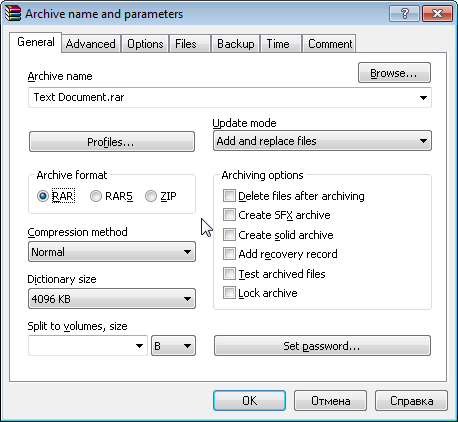 Archive name and parameters
?
General Advanced Options Files Backup Time Comment
Archive name
Browse...
Text Document.rar
Update mode
Profiles...
Add and replace files
Archive format
RAR RAR5 ZIP
Archiving options
Delete files after archiving
Create SFX archive
Create solid archive
Add recovery record
Test archived files
Lock archive
Compression method
Normal
Dictionary size
4096 KB
Split to volumes, size
B
Set password...
OK Отмена Справка